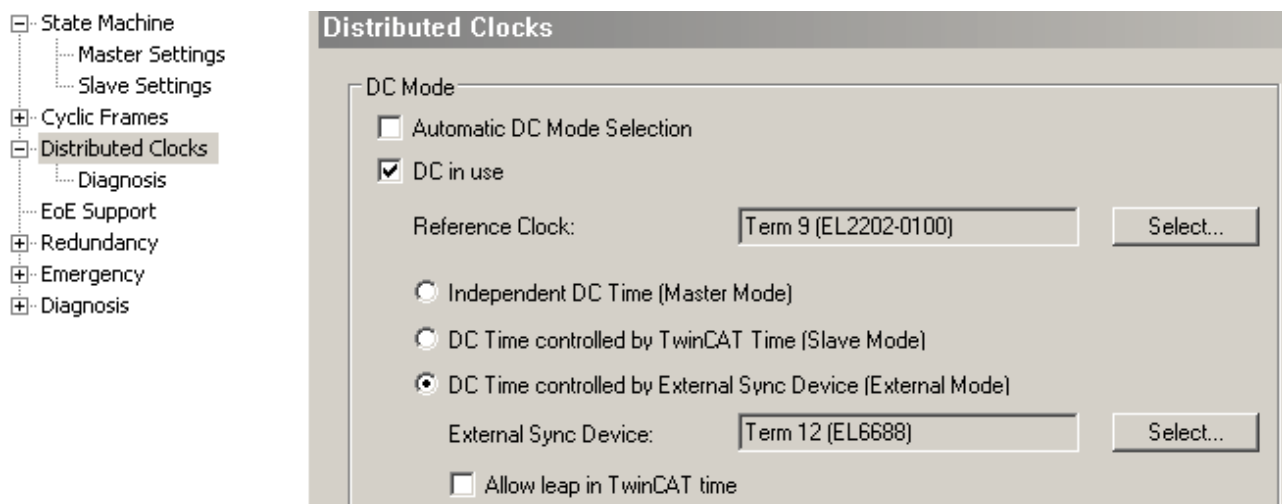 State Machine
Master Settings
Slave Settings
Cyclic Frames
Distributed Clocks
Diagnosis
EoE Support
Redundancy
Emergency
Diagnosis
Distributed Clocks
DC Mode
Automatic DC Mode Selection
DC in use
Reference Clock: Term 9 (EL2202-0100) Select...
Independent DC Time (Master Mode)
DC Time controlled by TwinCAT Time (Slave Mode)
DC Time controlled by External Sync Device (External Mode)
External Sync Device: Term 12 (EL6688) Select...
Allow leap in TwinCAT time